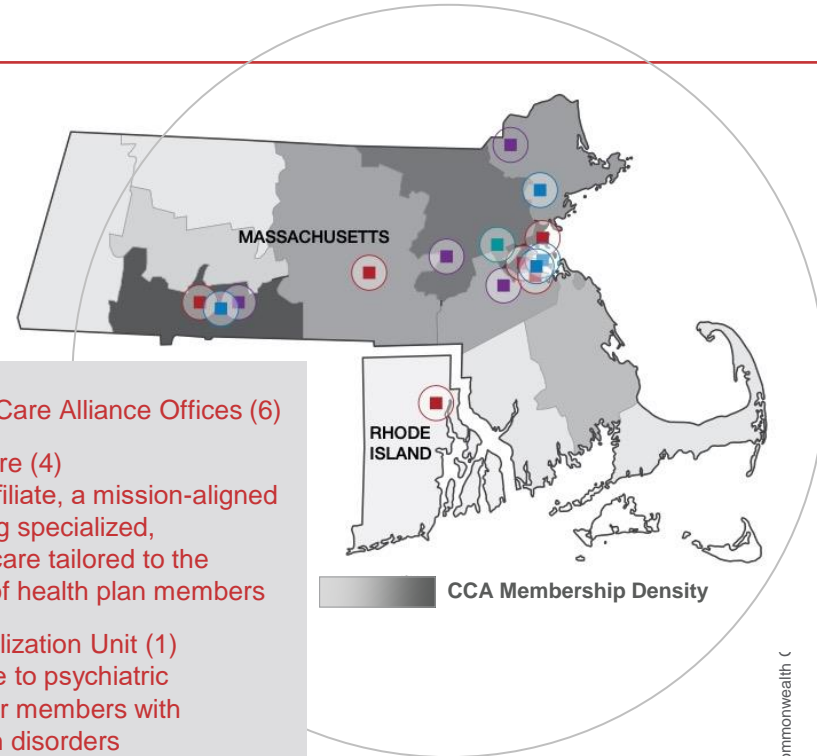 MASSACHUSETTS
RHODE
ISLAND
CCA Membership Density
Care Alliance Offices (6)
re (4)
filiate, a mission-aligned
g specialized,
care tailored to the
of health plan members
lization Unit (1)
e to psychiatric
r members with
n disorders
ommonwealth C